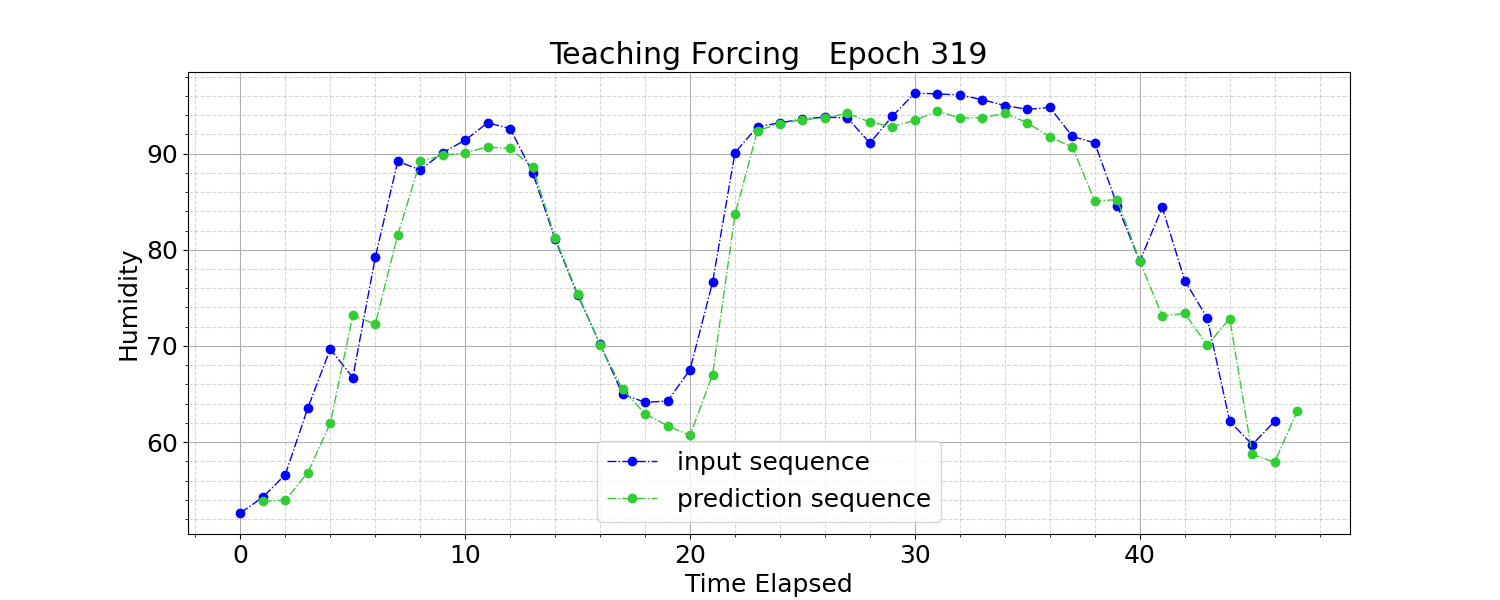 Teaching Forcing   Epoch 319
Humidity
90
80
70
60
input sequence
prediction sequence
0 10 20 30 40
Time Elapsed